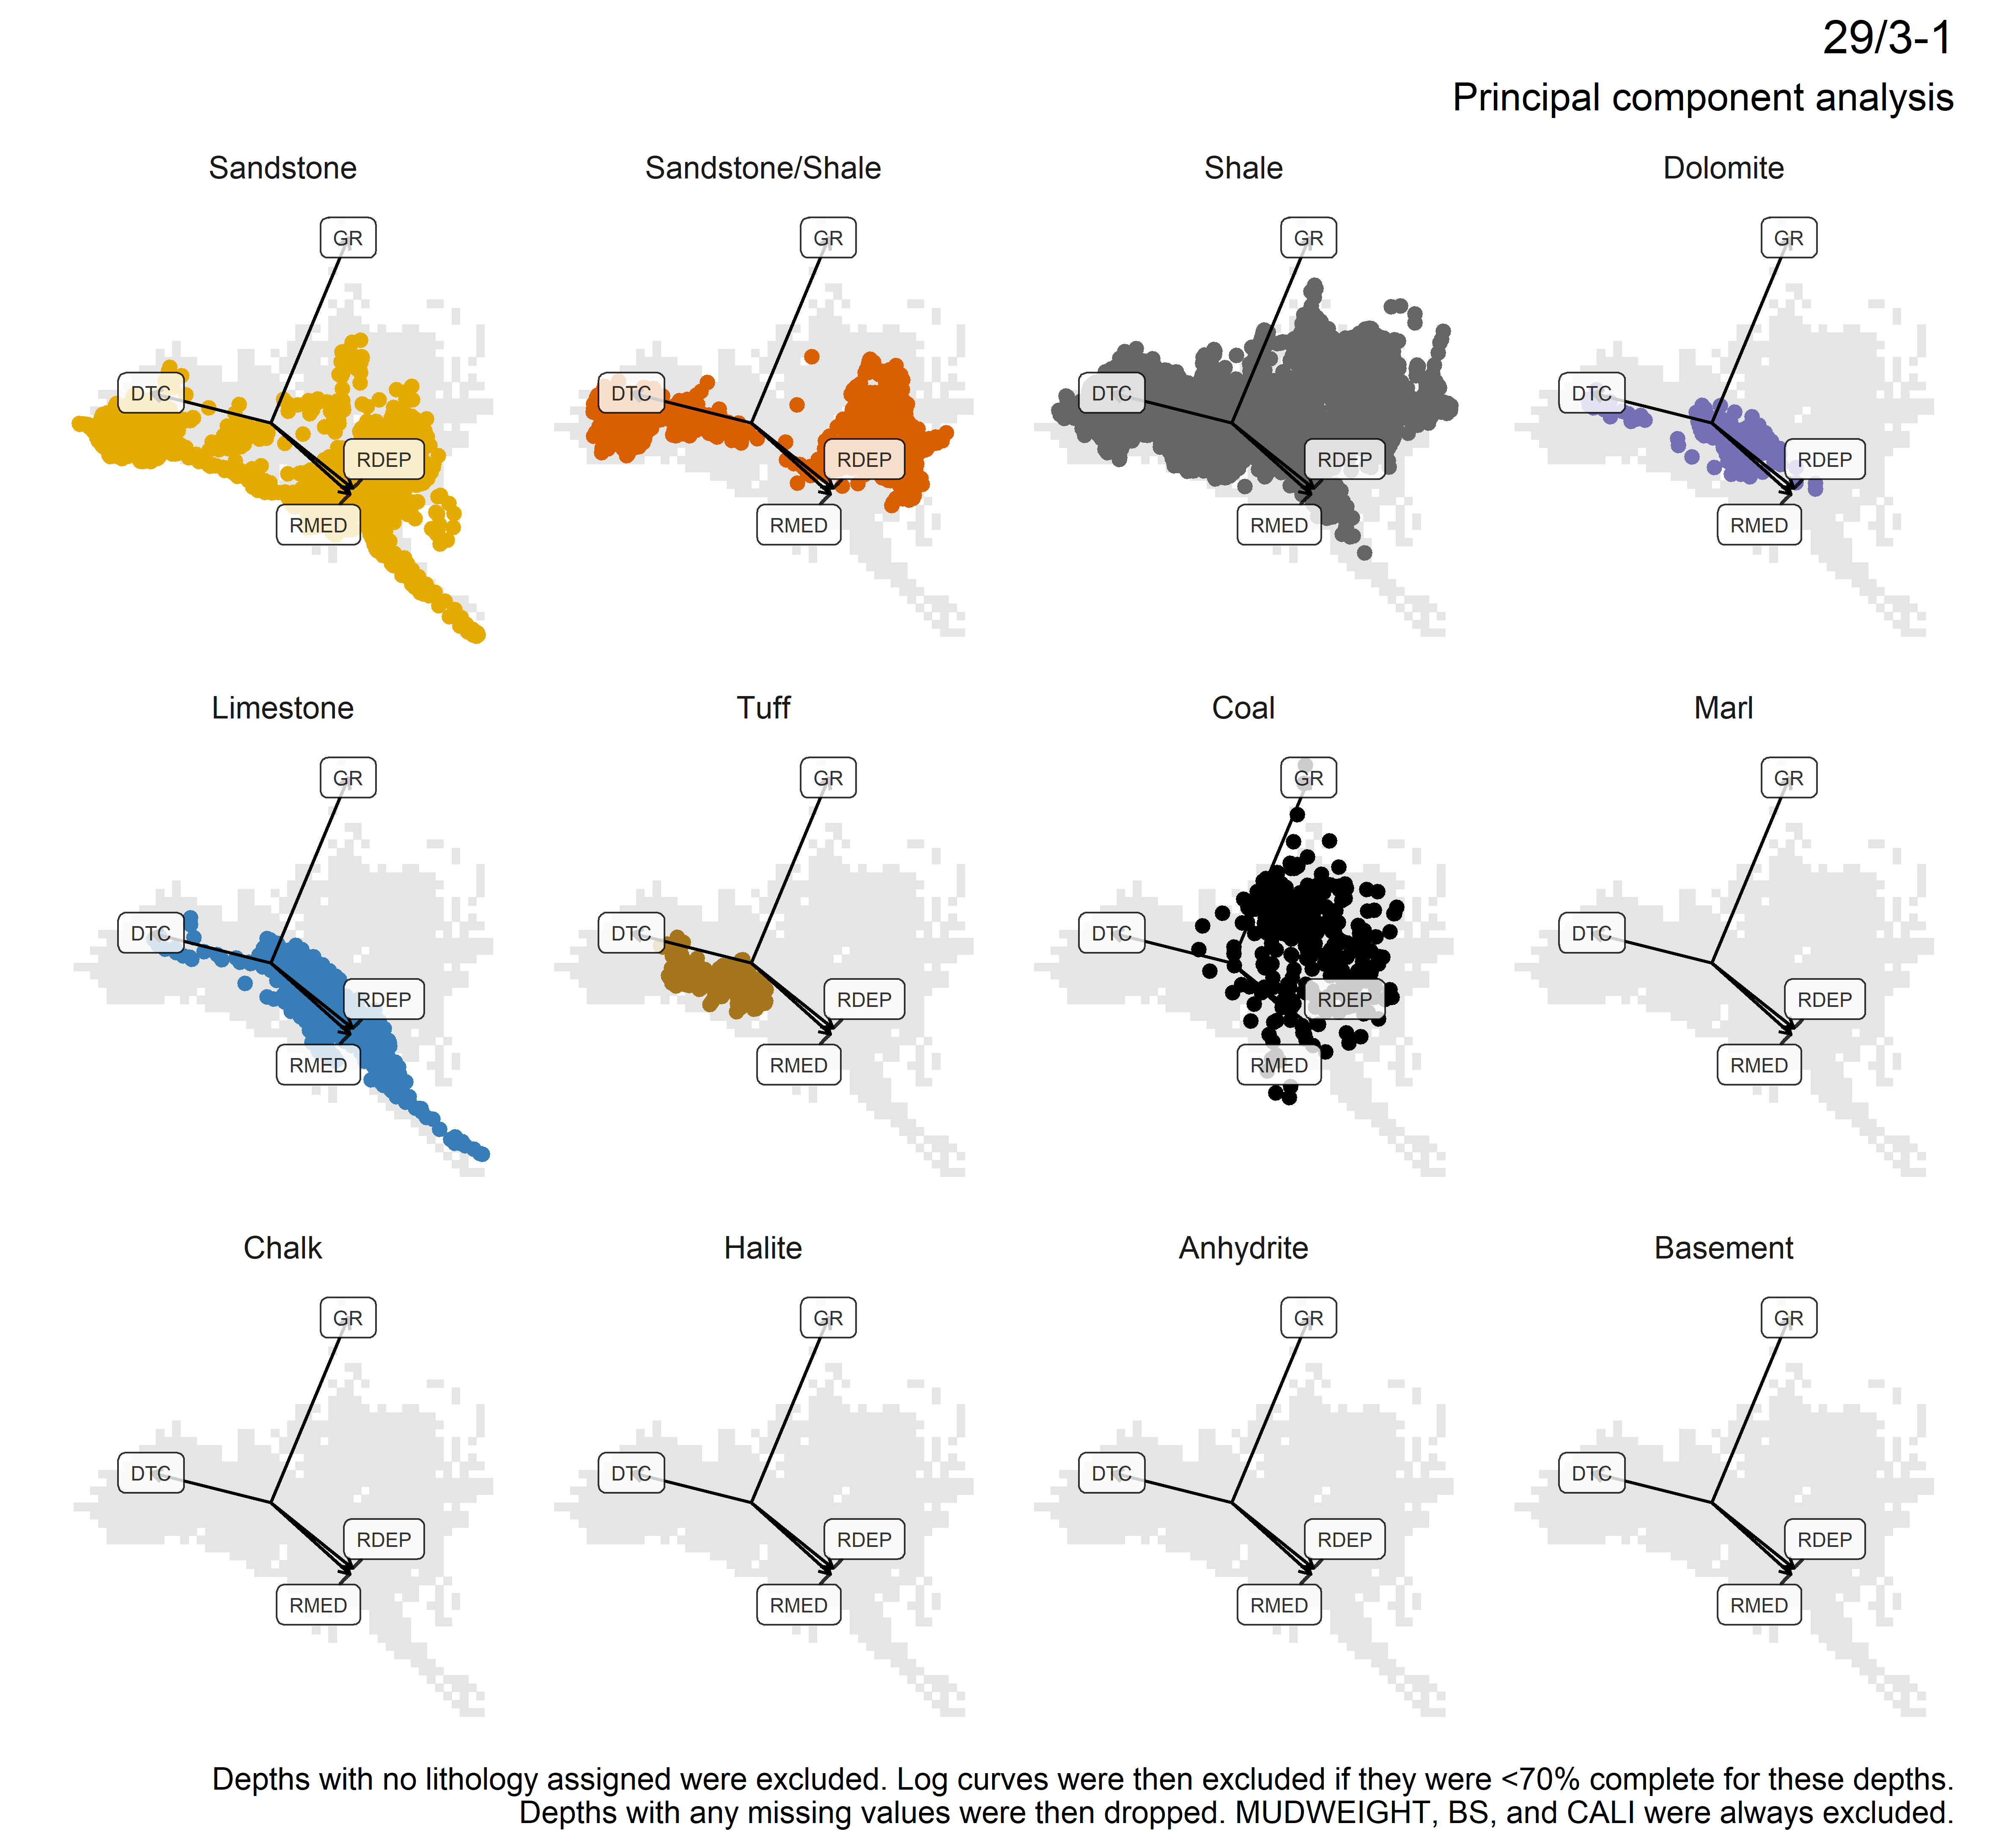 29/3-1
Principal component analysis
Sandstone
GR
DTC
RDEP
RMED
Sandstone/Shale
GR
DTC
RDEP
RMED
Shale
GR
DTC
RDEP
RMED
Dolomite
GR
DTC
RDEP
RMED
Limestone
GR
DTC
RDEP
RMED
Tuff
GR
DTC
RDEP
RMED
Coal
GR
DTC
RDEP
RMED
Marl
GR
DTC
RDEP
RMED
Chalk
GR
DTC
RDEP
RMED
Halite
GR
DTC
RDEP
RMED
Anhydrite
GR
DTC
RDEP
RMED
Basement
GR
DTC
RDEP
RMED
Depths with no lithology assigned were excluded. Log curves were then excluded if they were <70% complete for these depths.
Depths with any missing values were then dropped. MUDWEIGHT, BS, and CALI were always excluded.